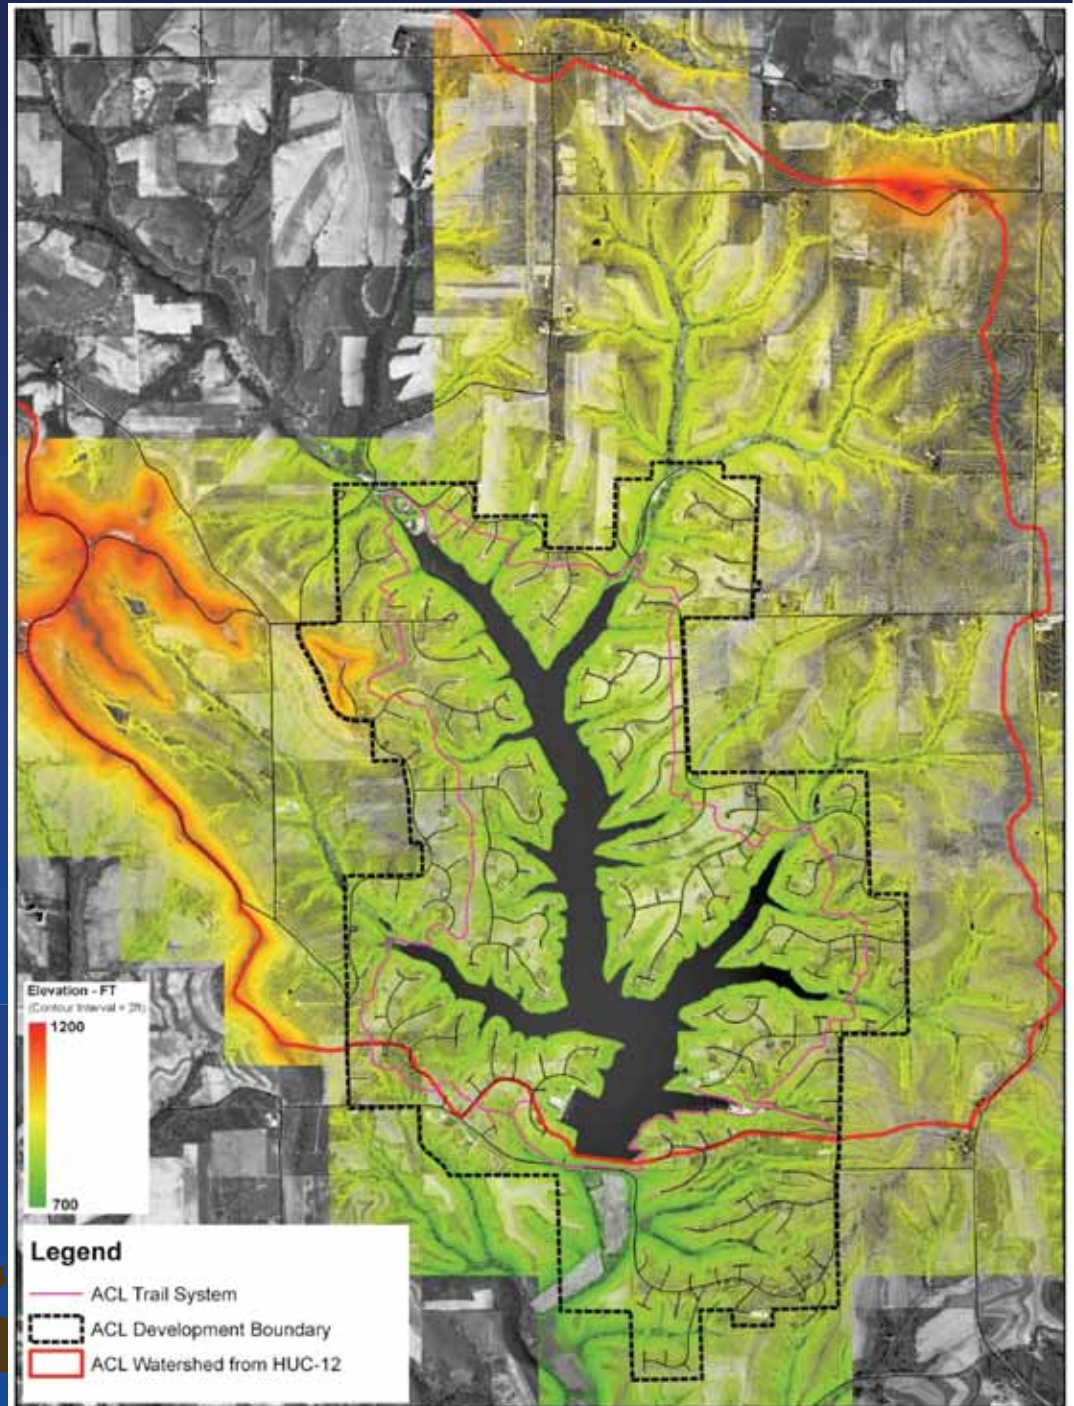 Elevation - FT
(Contour Interval = 2ft)
1200
700
Legend
ACL Trail System
ACL Development Boundary
ACL Watershed from HUC-12